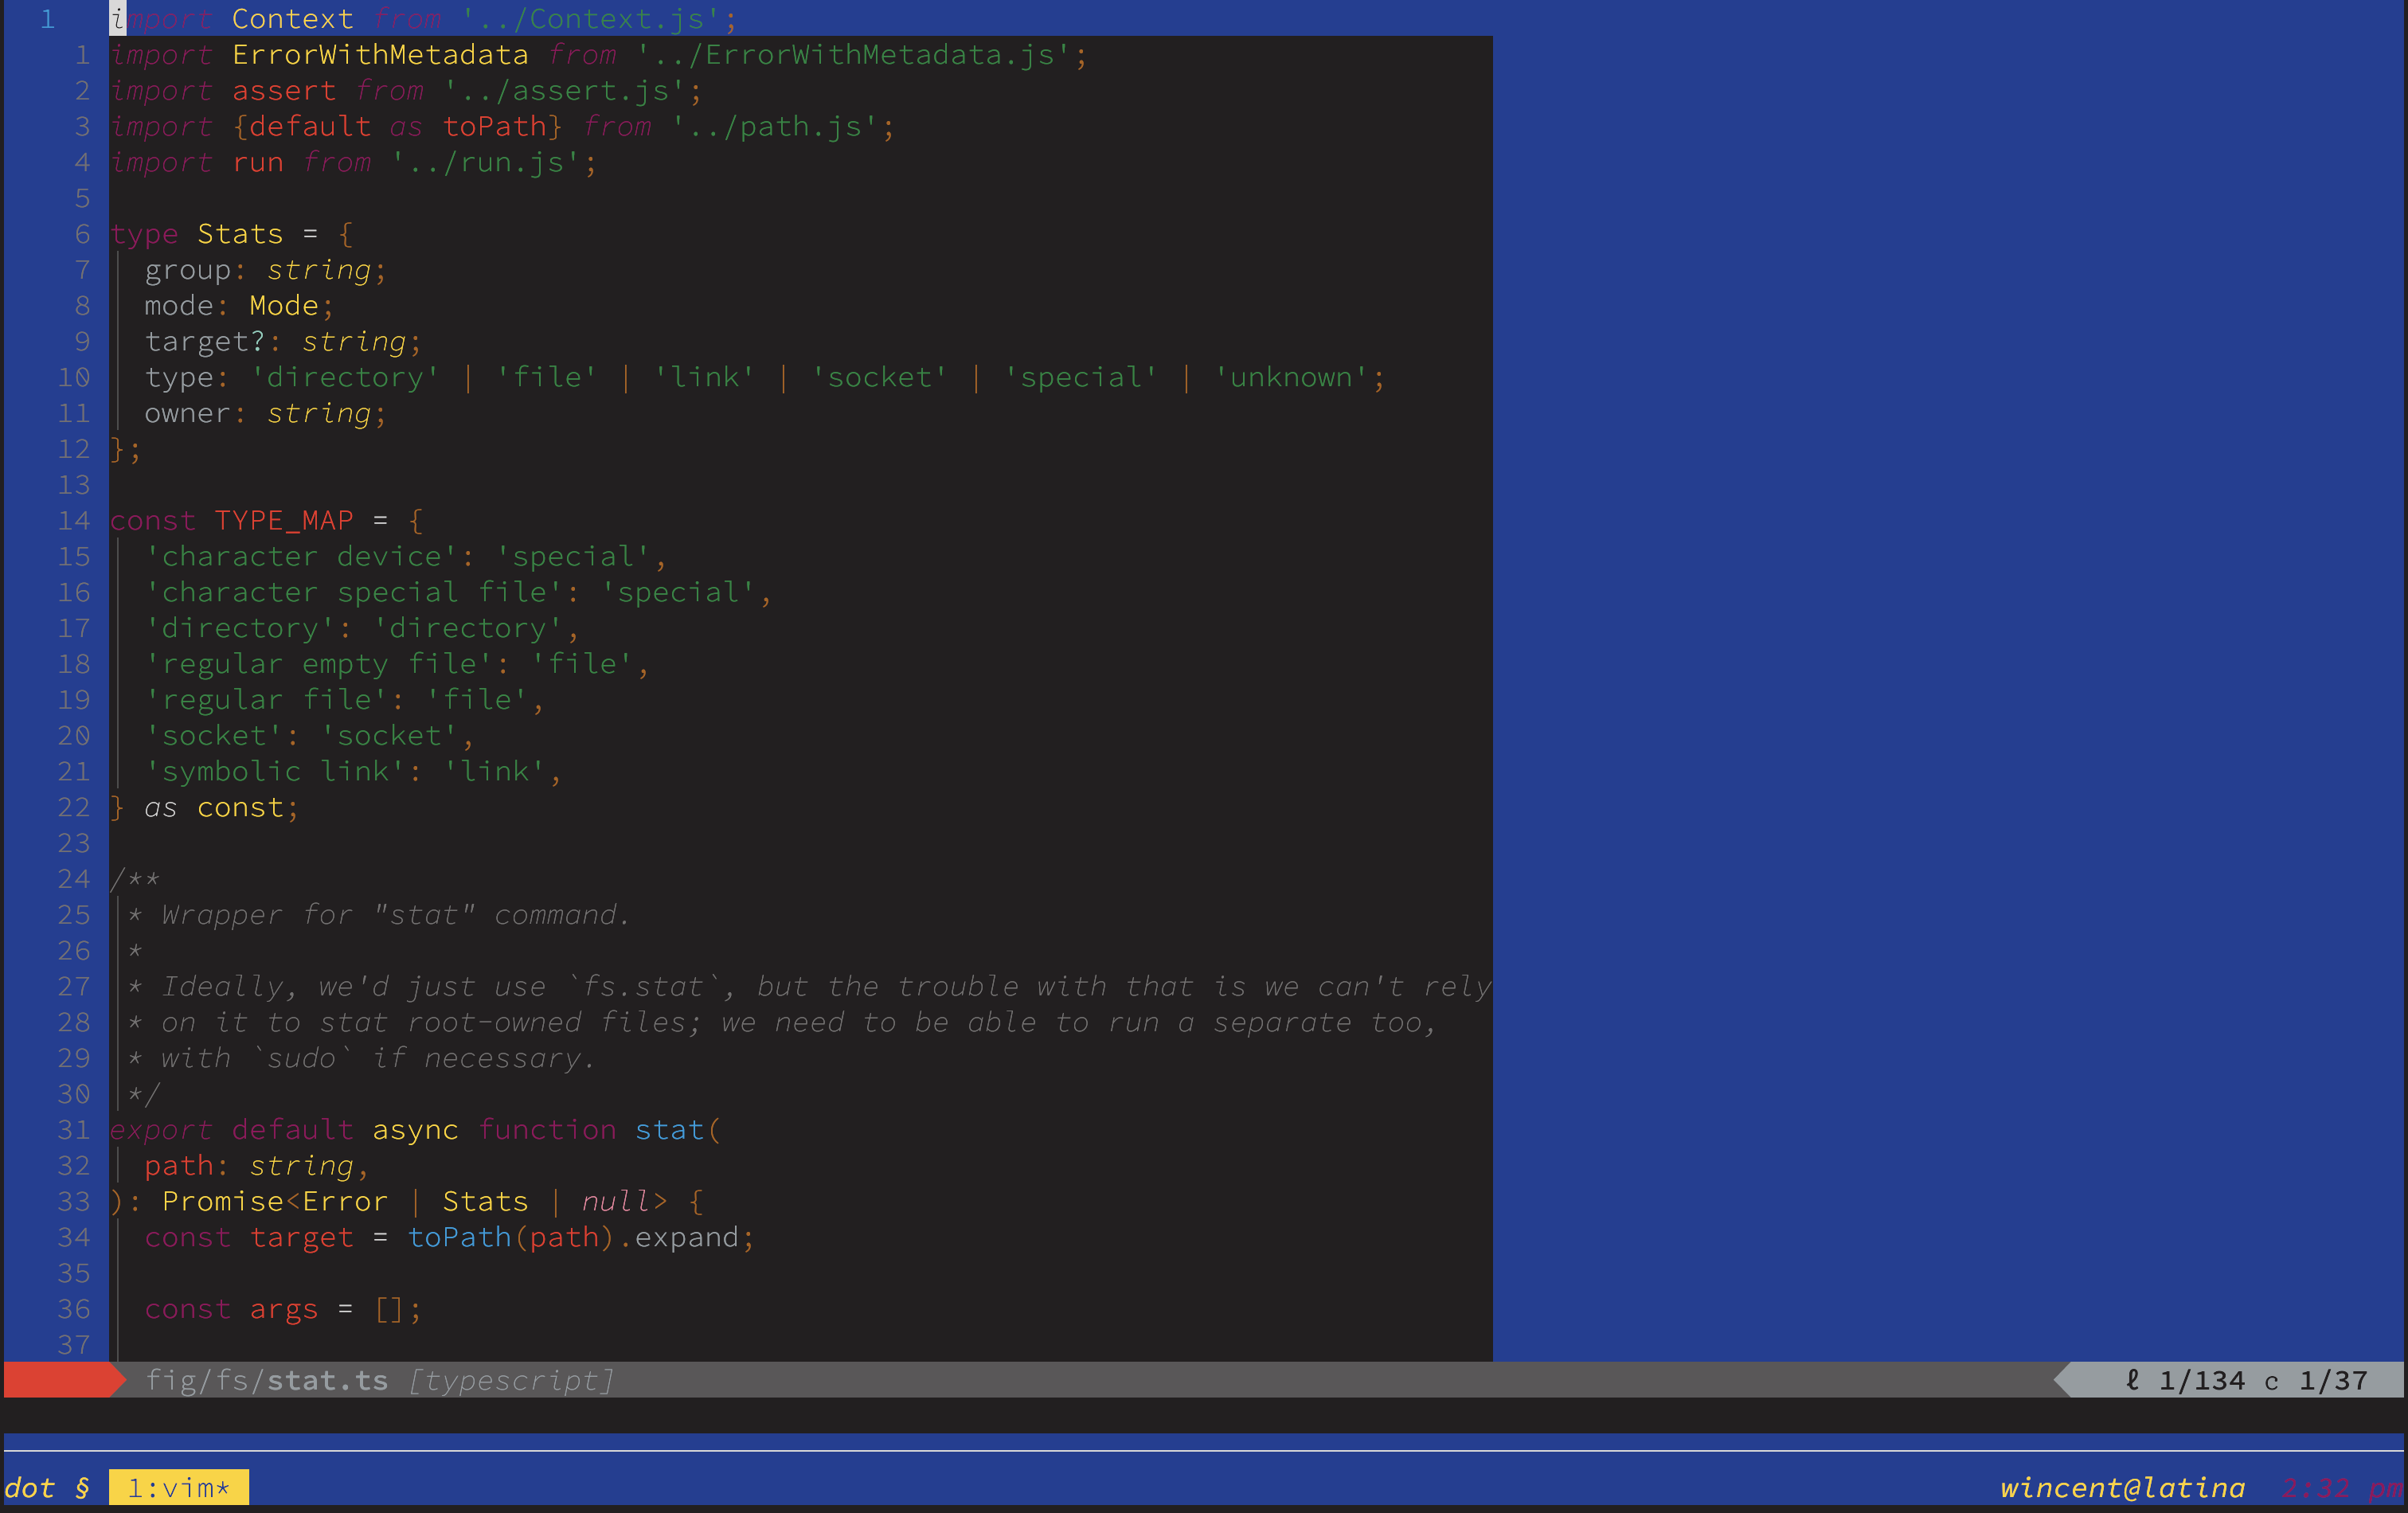 1 import Context from '../Context.js';
1 import ErrorWithMetadata from '../ErrorWithMetadata.js';
2 import assert from '../assert.js';
3 import {default as toPath} from '../path.js';
4 import run from '../run.js';
5
6 type Stats = {
7   group: string;
8   mode: Mode;
9   target?: string;
10   type: 'directory' | 'file' | 'link' | 'socket' | 'special' | 'unknown';
11   owner: string;
12 };
13
14 const TYPE_MAP = {
15   'character device': 'special',
16   'character special file': 'special',
17   'directory': 'directory',
18   'regular empty file': 'file',
19   'regular file': 'file',
20   'socket': 'socket',
21   'symbolic link': 'link',
22 } as const;
23
24 /**
25  * Wrapper for "stat" command.
26  *
27  * Ideally, we'd just use `fs.stat`, but the trouble with that is we can't rely
28  * on it to stat root-owned files; we need to be able to run a separate too,
29  * with `sudo` if necessary.
30  */
31 export default async function stat(
32   path: string,
33 ): Promise<Error | Stats | null> {
34   const target = toPath(path).expand;
35
36   const args = [];
37
fig/fs/stat.ts [typescript] ℓ 1/134 c 1/37
dot § 1:vim* wincent@latina 2:32 pm